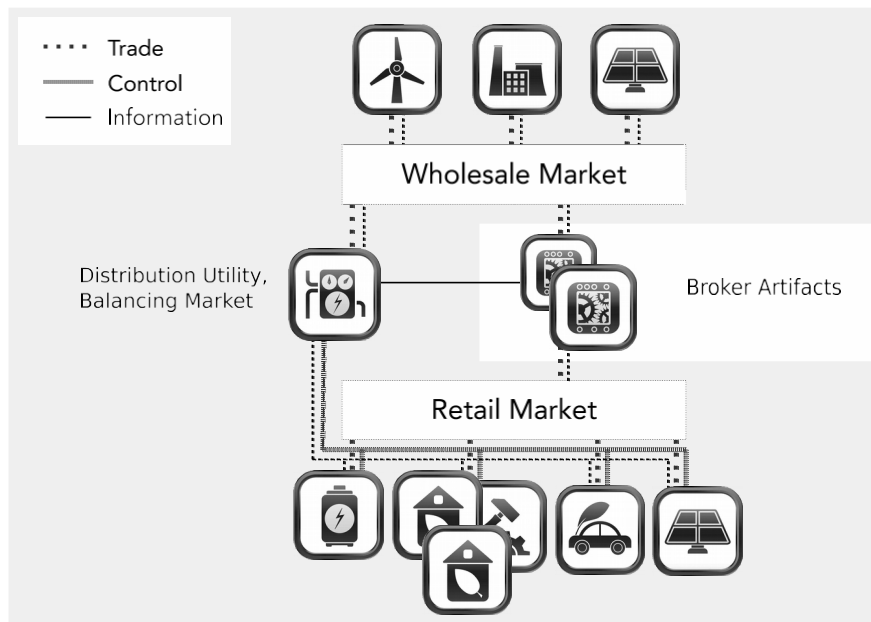 Trade
Control
Information
Wholesale Market
Distribution Utility,
Balancing Market
Broker Artifacts
Retail Market